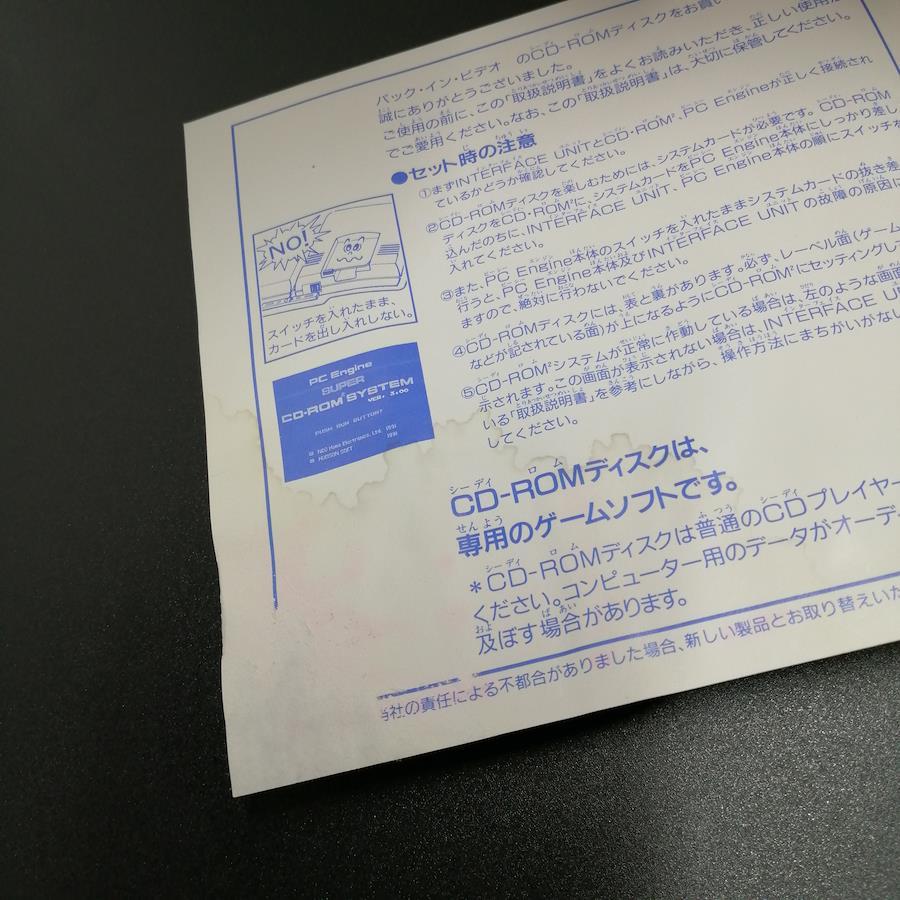 パック・イン・ビデオ のCD-ROMディスクをお買い
誠にありがとうございました。
ご使用の前に、この「取扱説明書」をよくお読みいただき、正しい使用法
でご愛用ください。なお、この「取扱説明書」は、大切に保管してください。
●セット時の注意
①まずINTERFACE UNITとCD・ROM²、PC Engineが正しく接続され
ているかどうか確認してください。
②CD-ROMディスクを楽しむためには、システムカードが必要です。CD-ROM
ディスクをCD・ROM²に、システムカードをPC Engine本体にしっかり差し
込んだのちに、INTERFACE UNIT、PC Engine本体の順にスイッチを
入れてください。
③また、PC Engine本体のスイッチを入れたままシステムカードの抜き差
行うと、PC Engine本体及びINTERFACE UNITの故障の原因に
ますので、絶対に行わないでください。
④CD-ROMディスクには、表と裏があります。必ず、レーベル面(ゲーム
などが記されている面)が上になるようにCD・ROM²にセッティングして
⑤CD・ROM²システムが正常に作動している場合は、左のような画面
示されます。この画面が表示されない場合は、INTERFACE U
いる「取扱説明書」を参考にしながら、操作方法にまちがいがない
してください。
NO!
スイッチを入れたまま、
カードを出し入れしない。
PC Engine
SUPER
CD-ROM² SYSTEM
VER. 3.00
PUSH RUN BUTTON!
© NEC Home Electronics, Ltd. 1991
© HUDSON SOFT 1991
CD-ROMディスクは、
専用のゲームソフトです。
*CD-ROMディスクは普通のCDプレイヤー
ください。コンピューター用のデータがオーデ
及ぼす場合があります。
当社の責任による不都合がありました場合、新しい製品とお取り替えいた